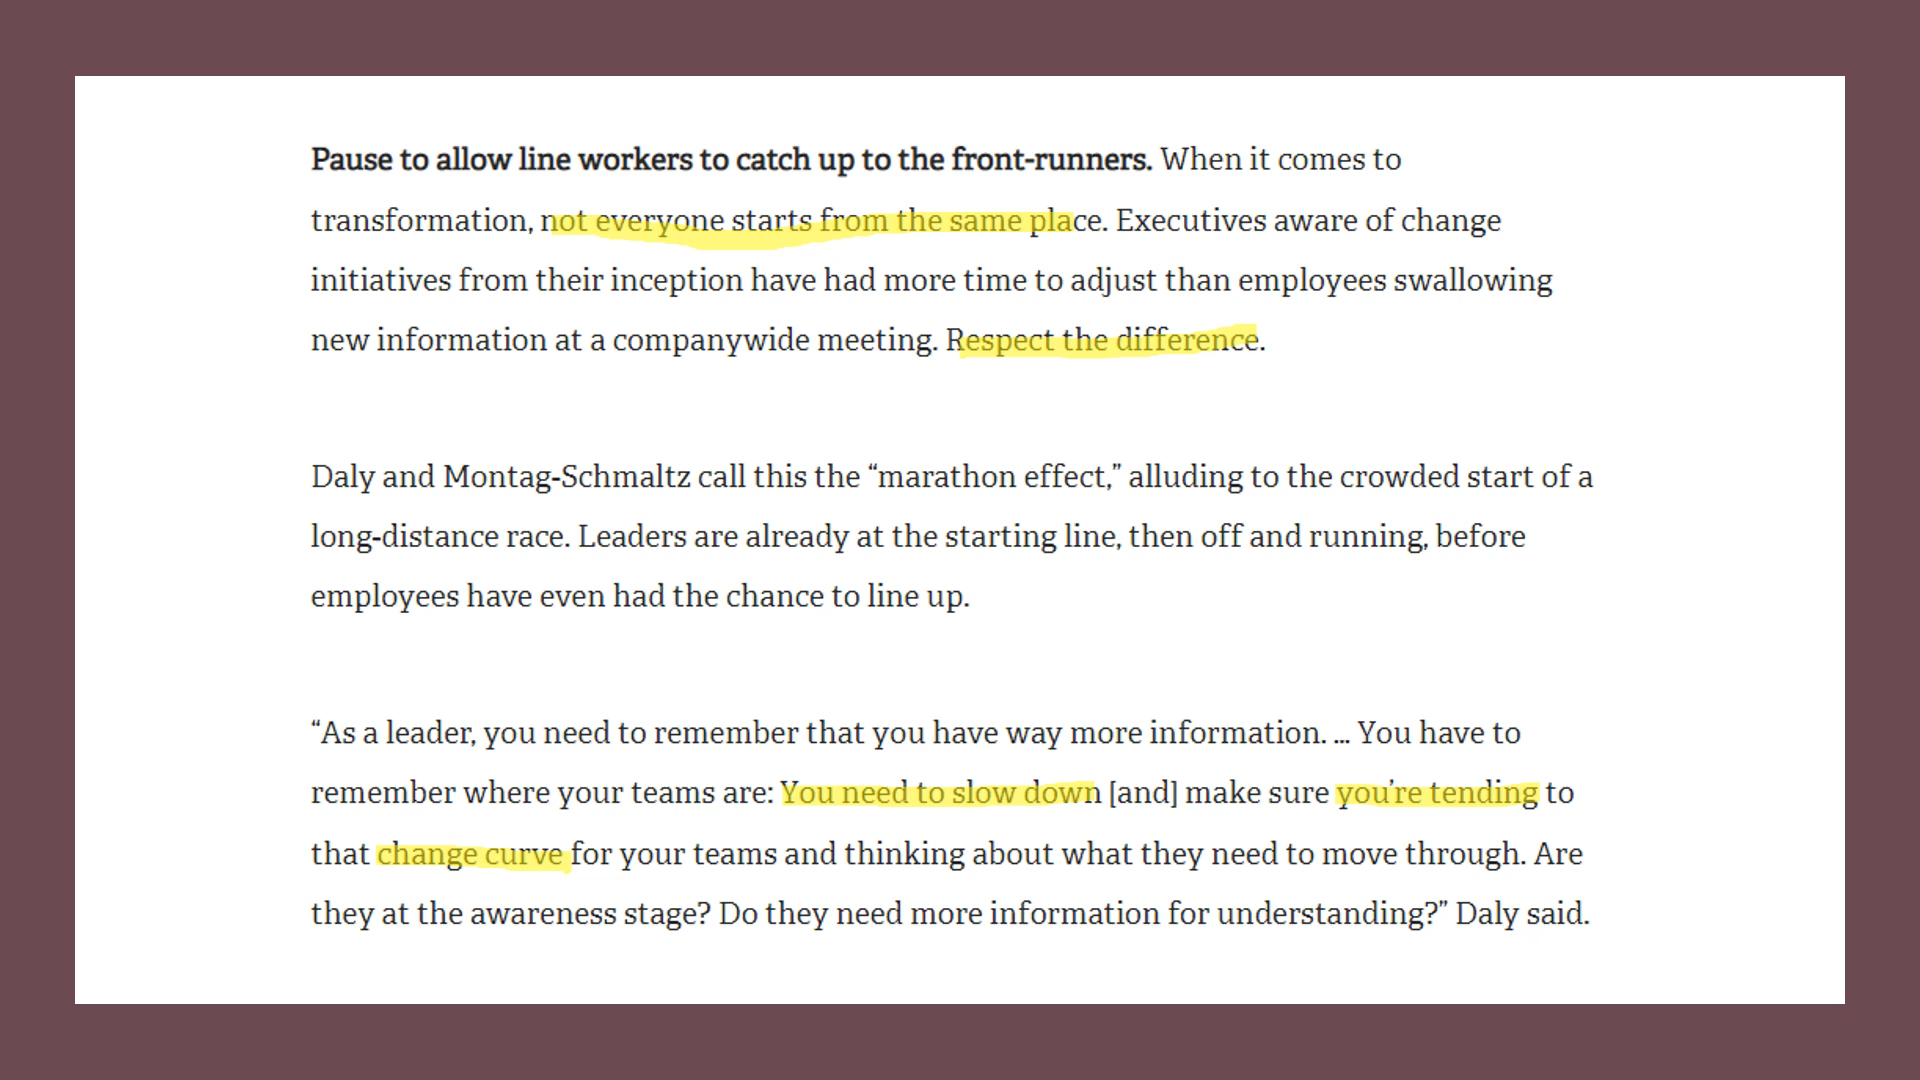 Pause to allow line workers to catch up to the front-runners. When it comes to
transformation, not everyone starts from the same place. Executives aware of change
initiatives from their inception have had more time to adjust than employees swallowing
new information at a companywide meeting. Respect the difference.
Daly and Montag-Schmaltz call this the “marathon effect,” alluding to the crowded start of a
long-distance race. Leaders are already at the starting line, then off and running, before
employees have even had the chance to line up.
“As a leader, you need to remember that you have way more information. ... You have to
remember where your teams are: You need to slow down [and] make sure you’re tending to
that change curve for your teams and thinking about what they need to move through. Are
they at the awareness stage? Do they need more information for understanding?” Daly said.